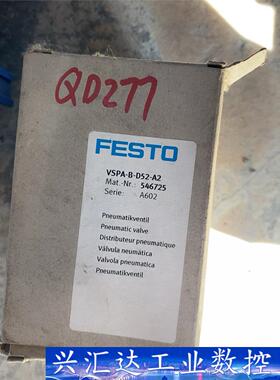 QD277
FESTO
VSPA-B-D52-A2
Mat.-Nr.: 546725
Serie: A602
Pneumatikventil
Pneumatic valve
Distributeur pneumatique
Válvula neumática
Valvola pneumatica
Pneumatikventil
兴汇达工业数控